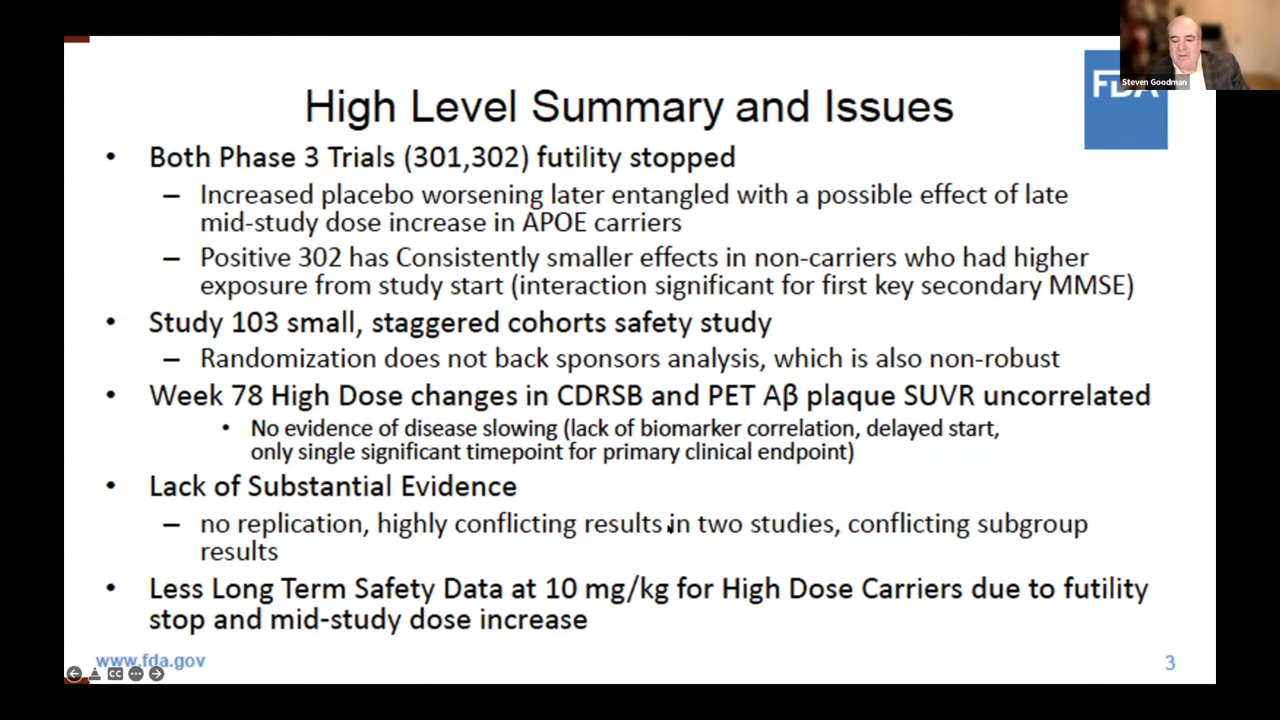 Steven Goodman
FDA
High Level Summary and Issues
• Both Phase 3 Trials (301,302) futility stopped
– Increased placebo worsening later entangled with a possible effect of late
mid-study dose increase in APOE carriers
– Positive 302 has Consistently smaller effects in non-carriers who had higher
exposure from study start (interaction significant for first key secondary MMSE)
• Study 103 small, staggered cohorts safety study
– Randomization does not back sponsors analysis, which is also non-robust
• Week 78 High Dose changes in CDRSB and PET Aβ plaque SUVR uncorrelated
• No evidence of disease slowing (lack of biomarker correlation, delayed start,
only single significant timepoint for primary clinical endpoint)
• Lack of Substantial Evidence
– no replication, highly conflicting results in two studies, conflicting subgroup
results
• Less Long Term Safety Data at 10 mg/kg for High Dose Carriers due to futility
stop and mid-study dose increase
www.fda.gov
3
CC